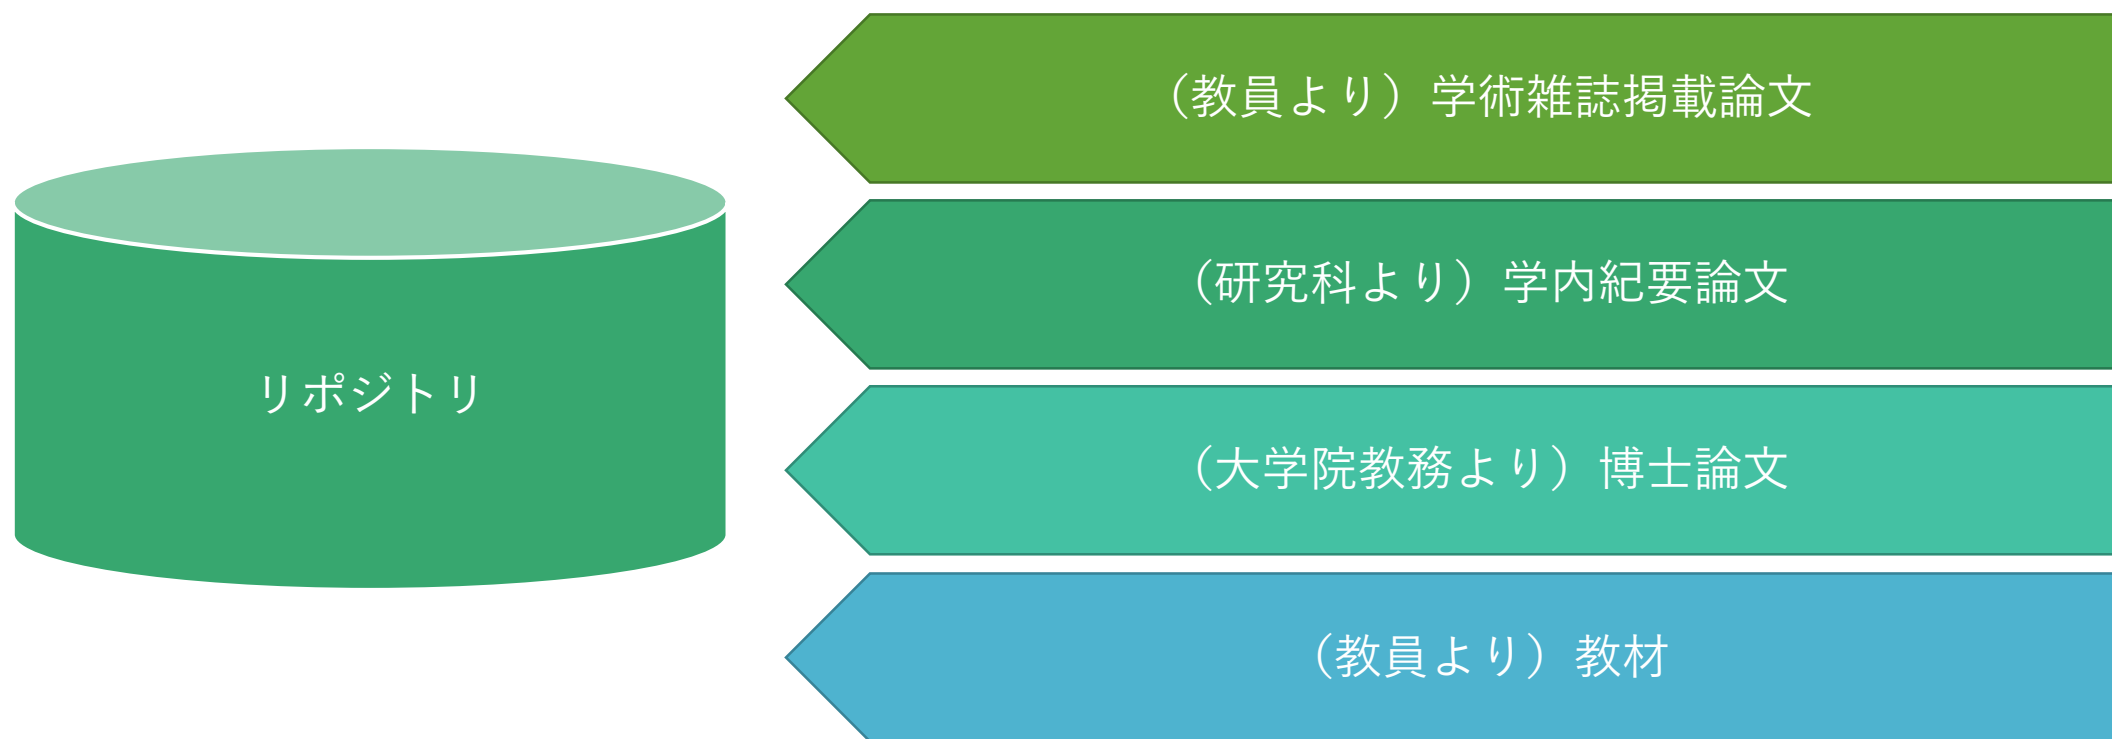 リポジトリ
（教員より）学術雑誌掲載論文
（研究科より）学内紀要論文
（大学院教務より）博士論文
（教員より）教材